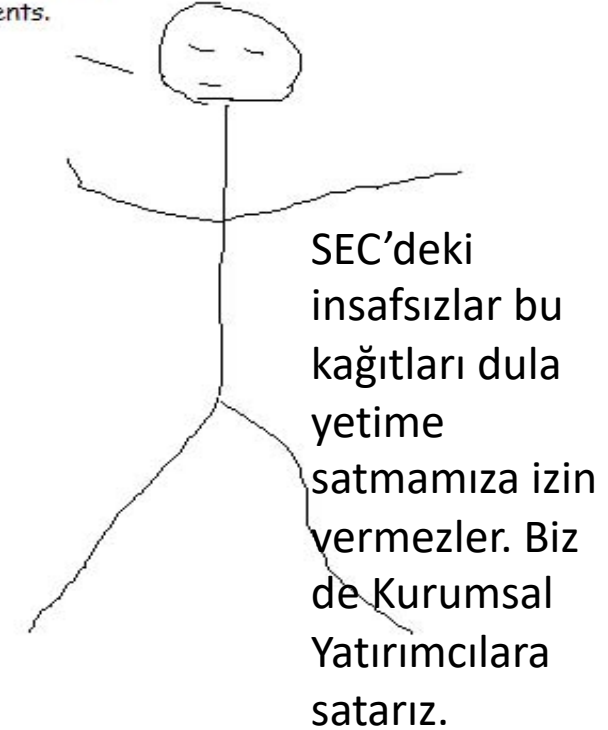 ents.
SEC’deki
insafsızlar bu
kağıtları dula
yetime
satmamıza izin
vermezler. Biz
de Kurumsal
Yatırımcılara
satarız.